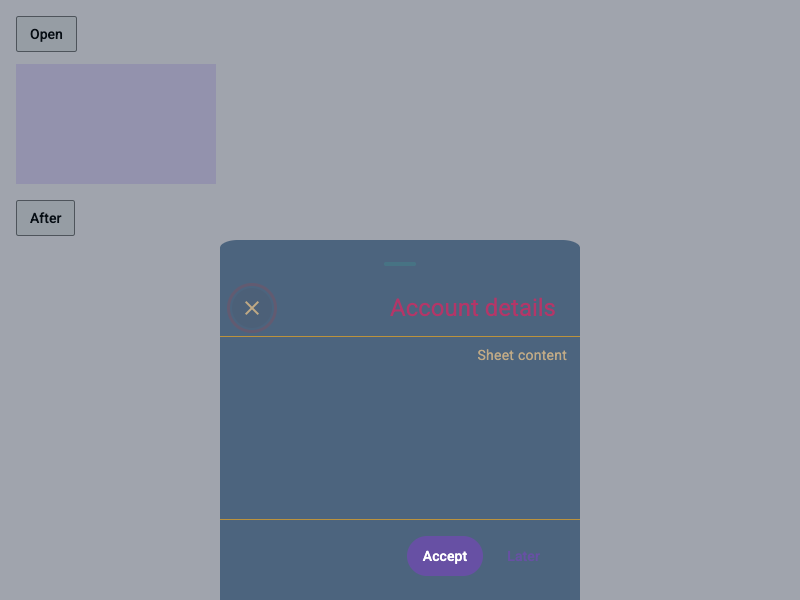 Open
After
Account details
Sheet content
Accept